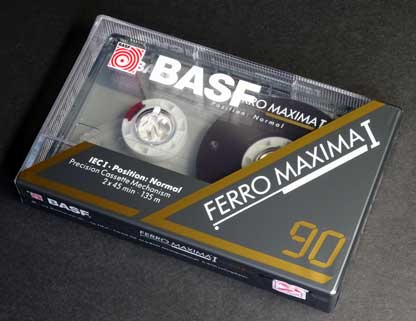 BASF
BASF
FERRO MAXIMA I
Position: Normal
IEC I · Position: Normal
Precision Cassette Mechanism
2 x 45 min · 135 m
FERRO MAXIMA I
90
BASF
FERRO MAXIMA I